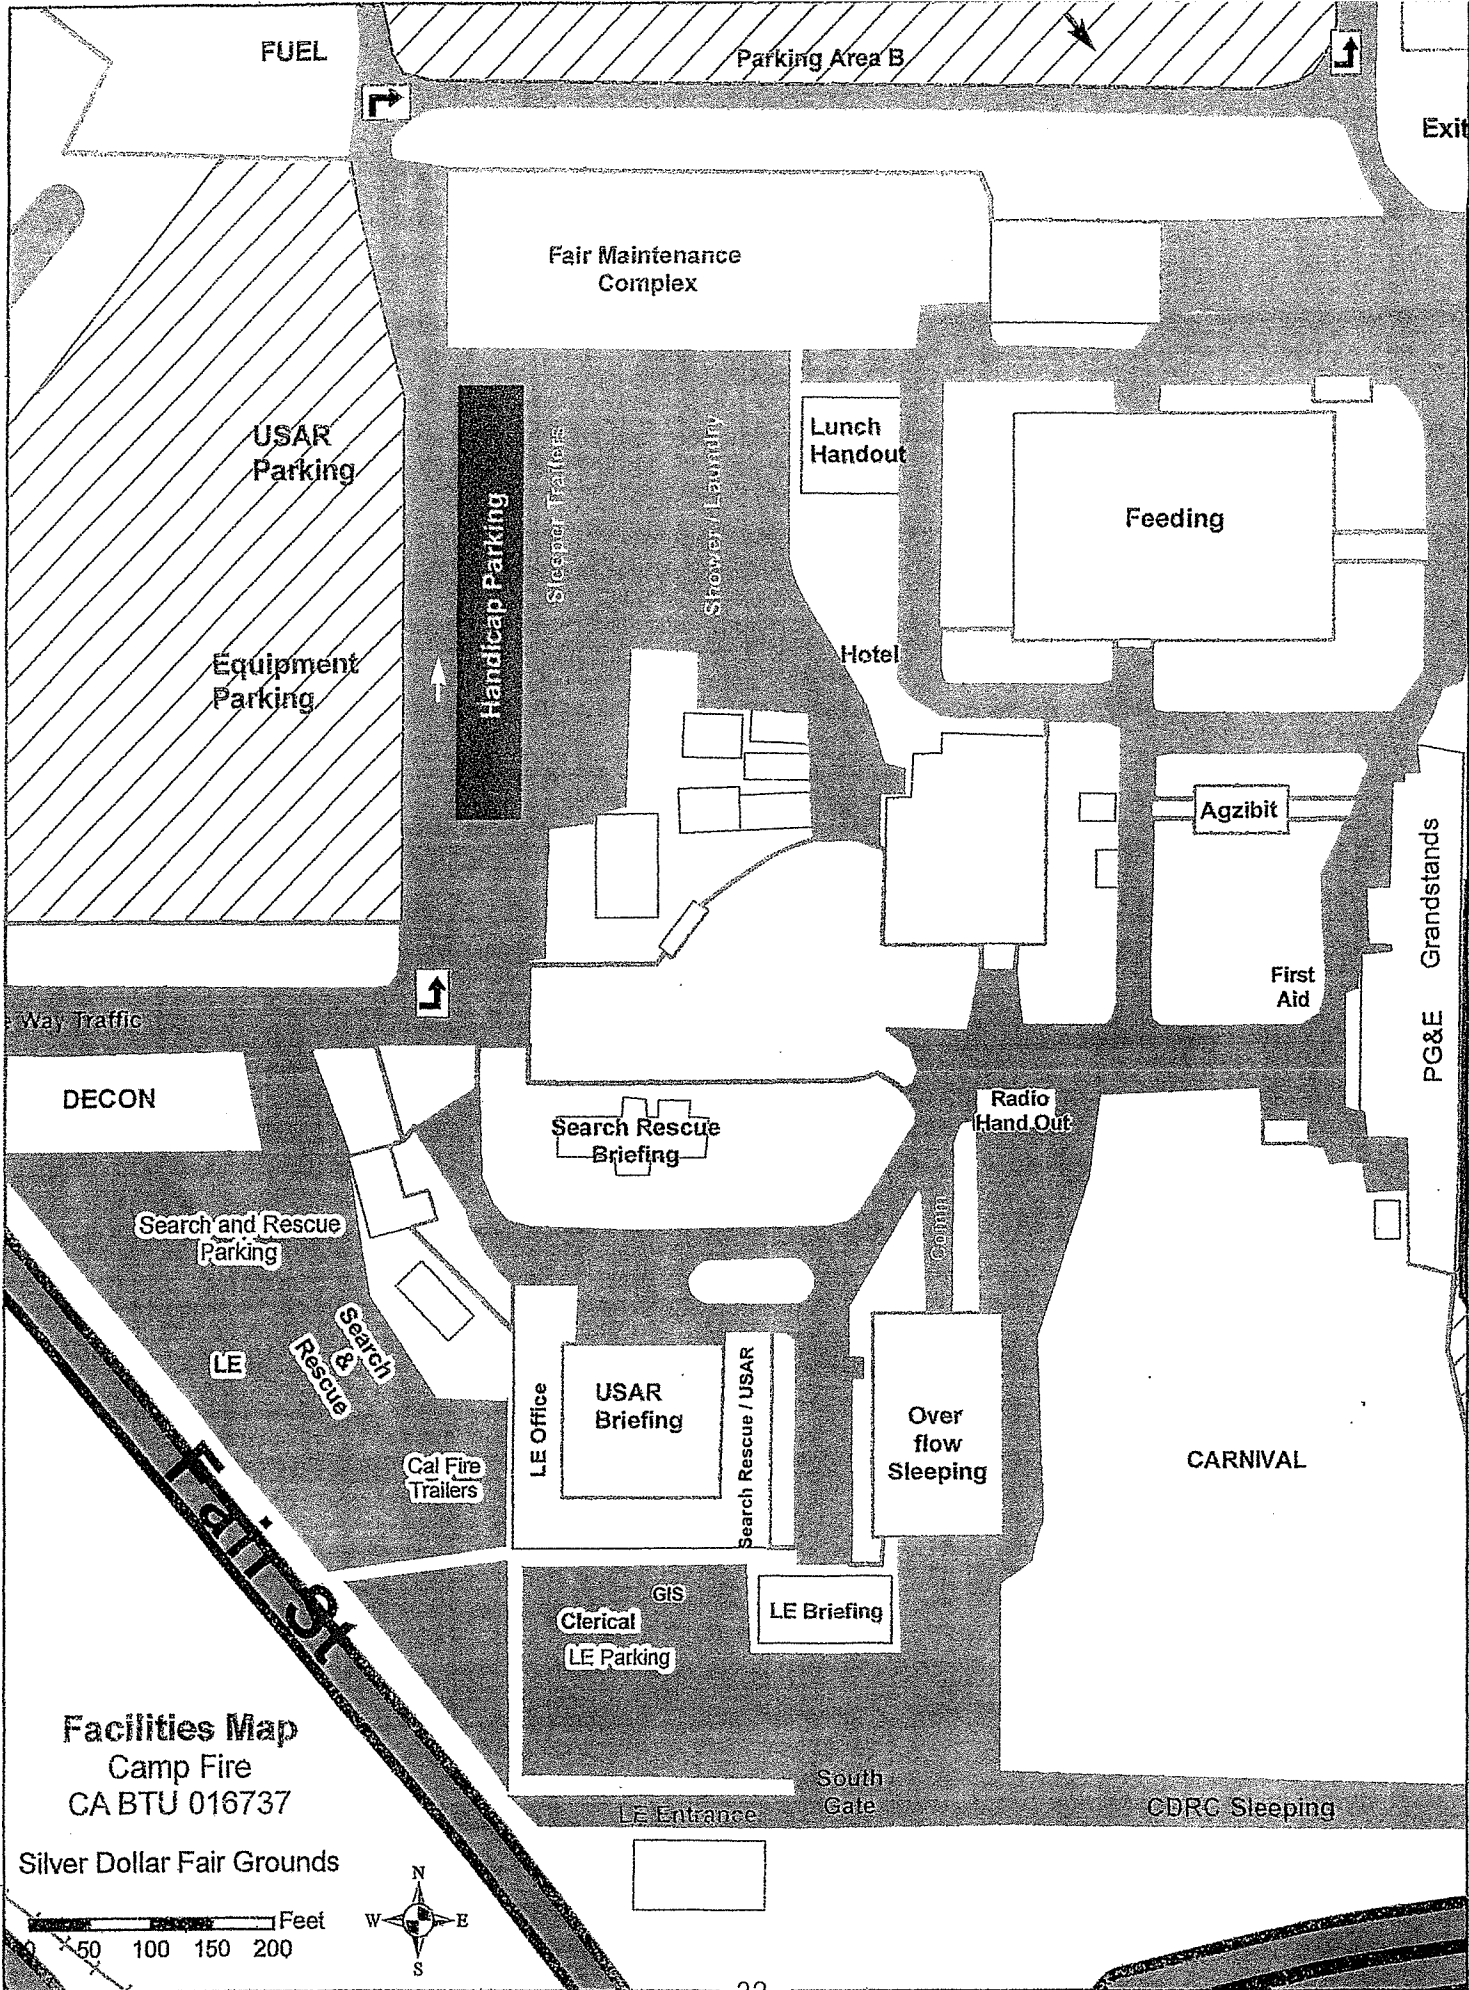 FUEL
Parking Area B
Exit
Fair Maintenance
Complex
USAR
Parking
Handicap Parking
Sleeper Trailers
Shower / Laundry
Lunch
Handout
Feeding
Equipment
Parking
Hotel
Agzibit
Grandstands
First
Aid
PG&E
Way Traffic
DECON
Radio
Hand Out
Search Rescue
Briefing
Comm
Search and Rescue
Parking
LE
Search
&
Rescue
Cal Fire
Trailers
LE Office
USAR
Briefing
Search Rescue / USAR
Over
flow
Sleeping
CARNIVAL
Fair St
GIS
Clerical
LE Parking
LE Briefing
South
Gate
LE Entrance
CDRC Sleeping
Facilities Map
Camp Fire
CA BTU 016737
Silver Dollar Fair Grounds
Feet
0 50 100 150 200
N
W E
S